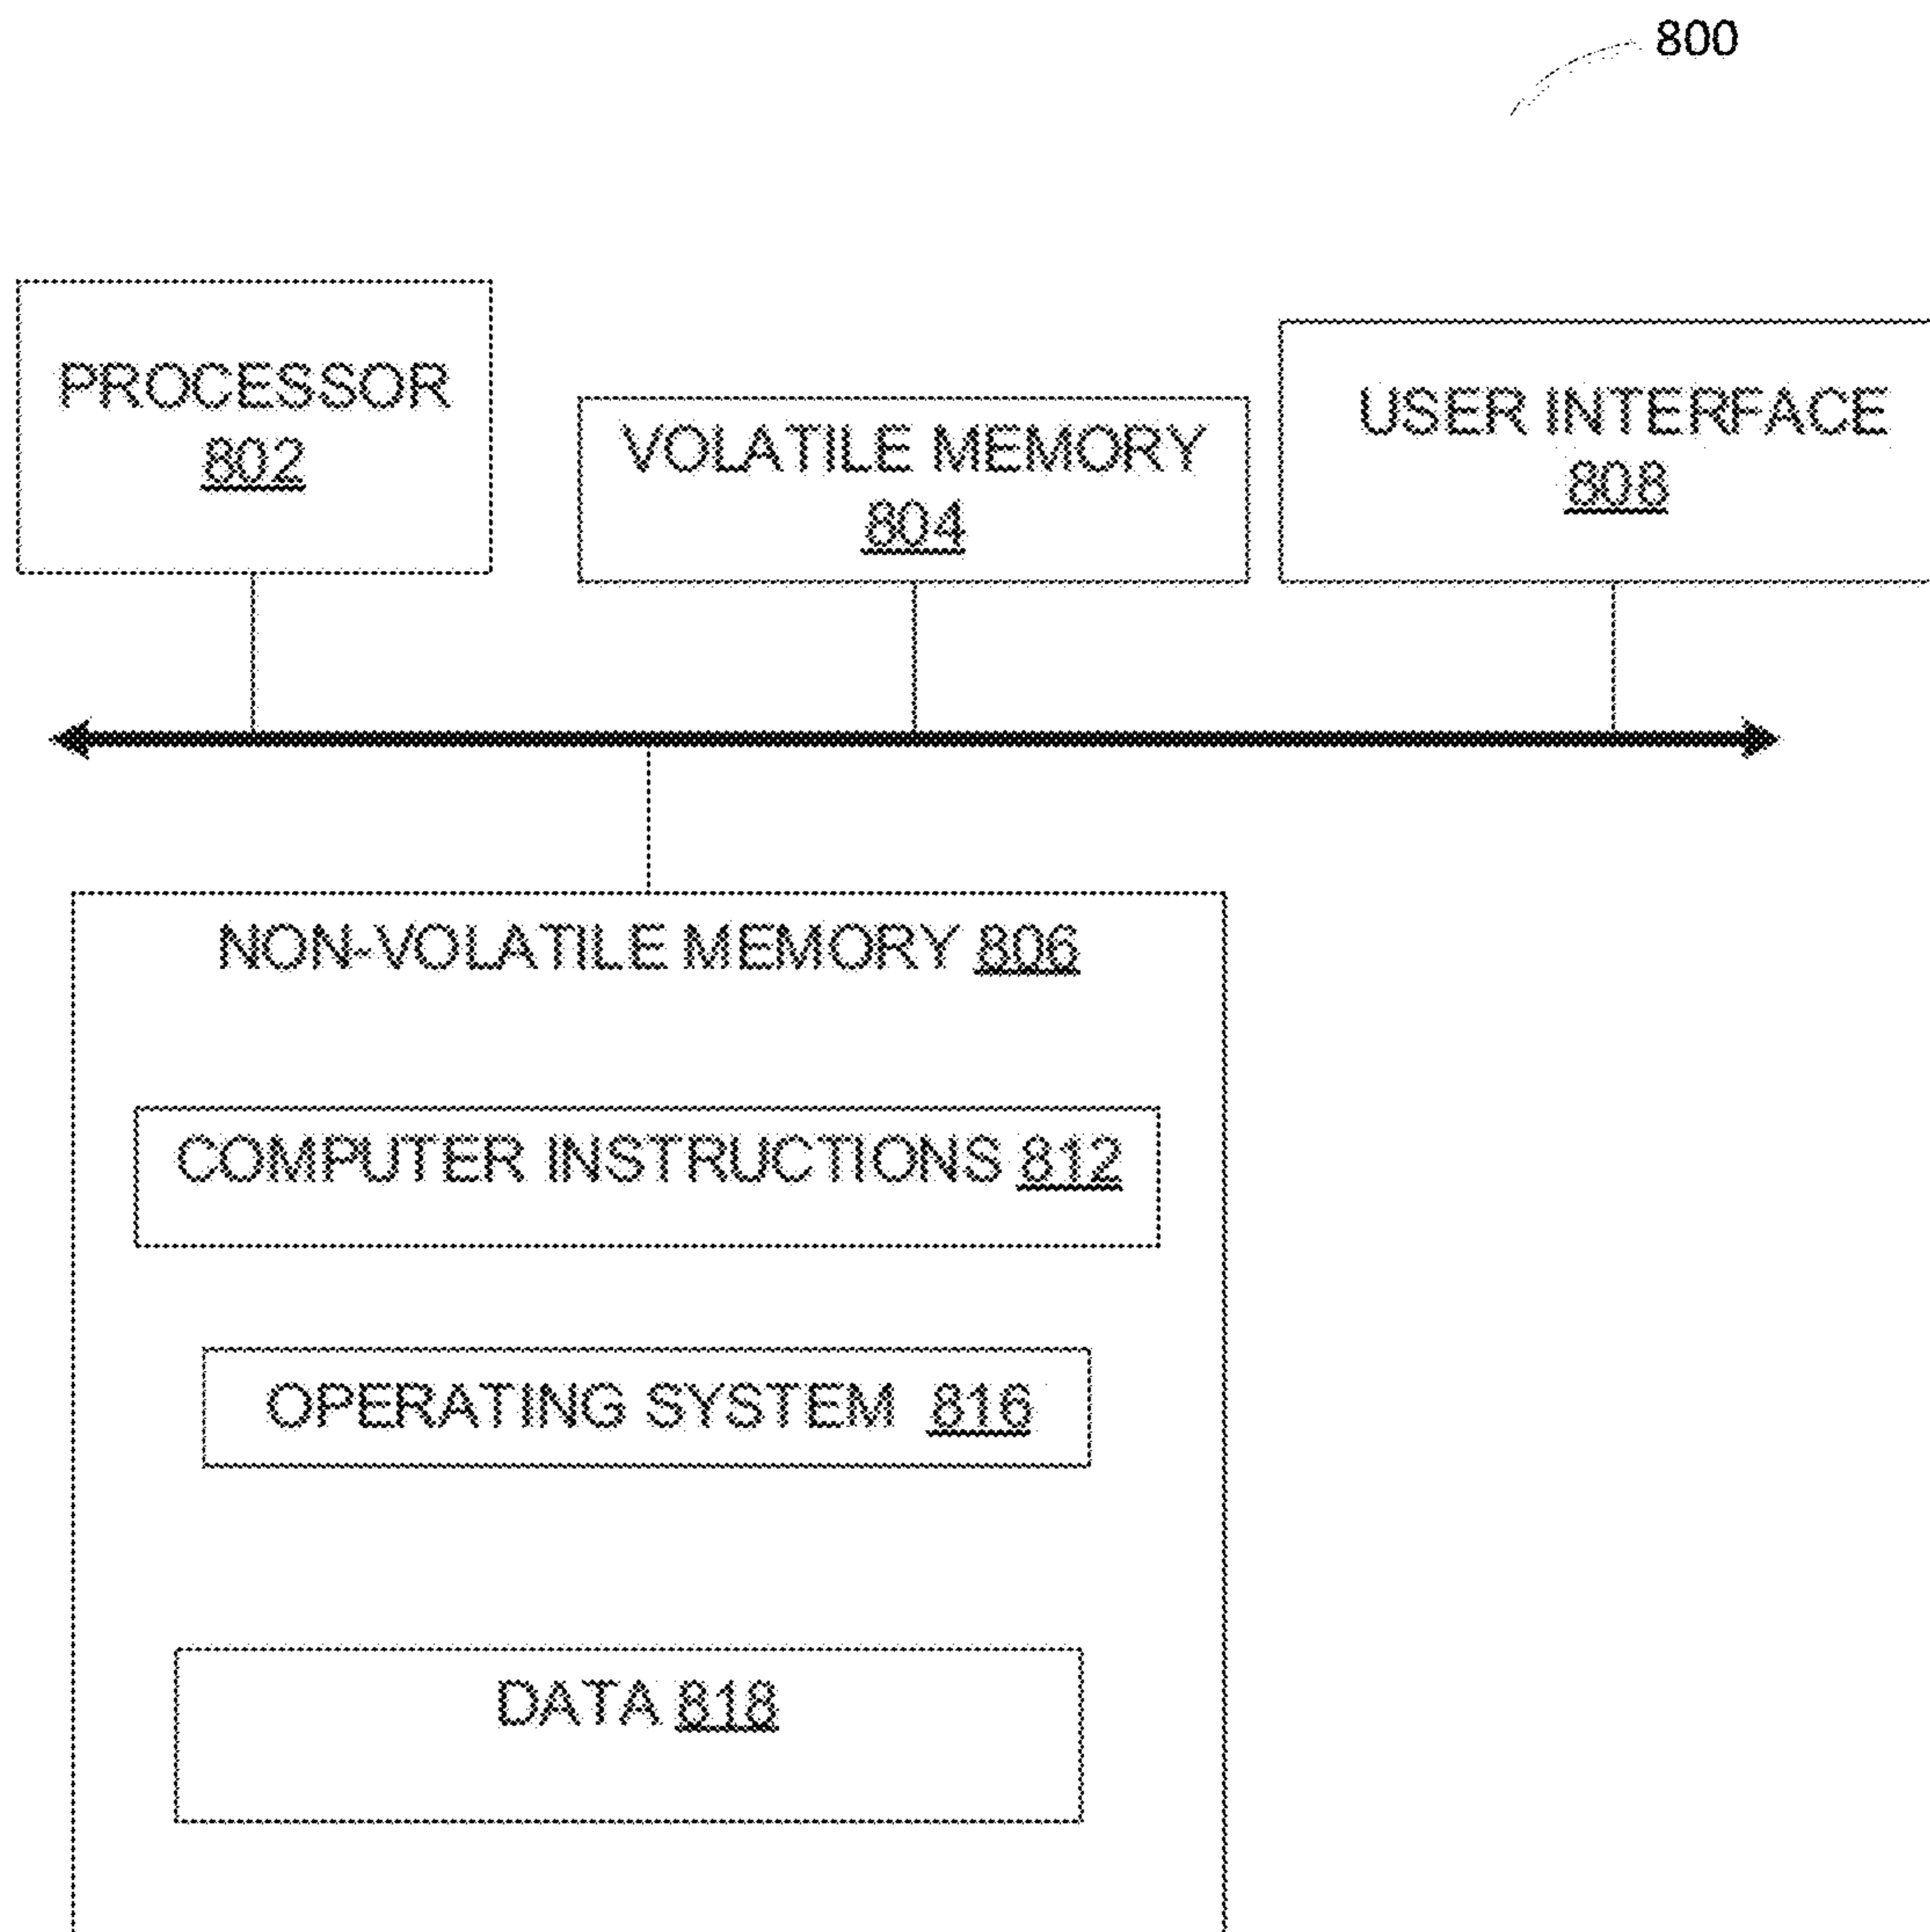 800
PROCESSOR
802
VOLATILE MEMORY
804
USER INTERFACE
808
NON-VOLATILE MEMORY 806
COMPUTER INSTRUCTIONS 812
OPERATING SYSTEM 816
DATA 818